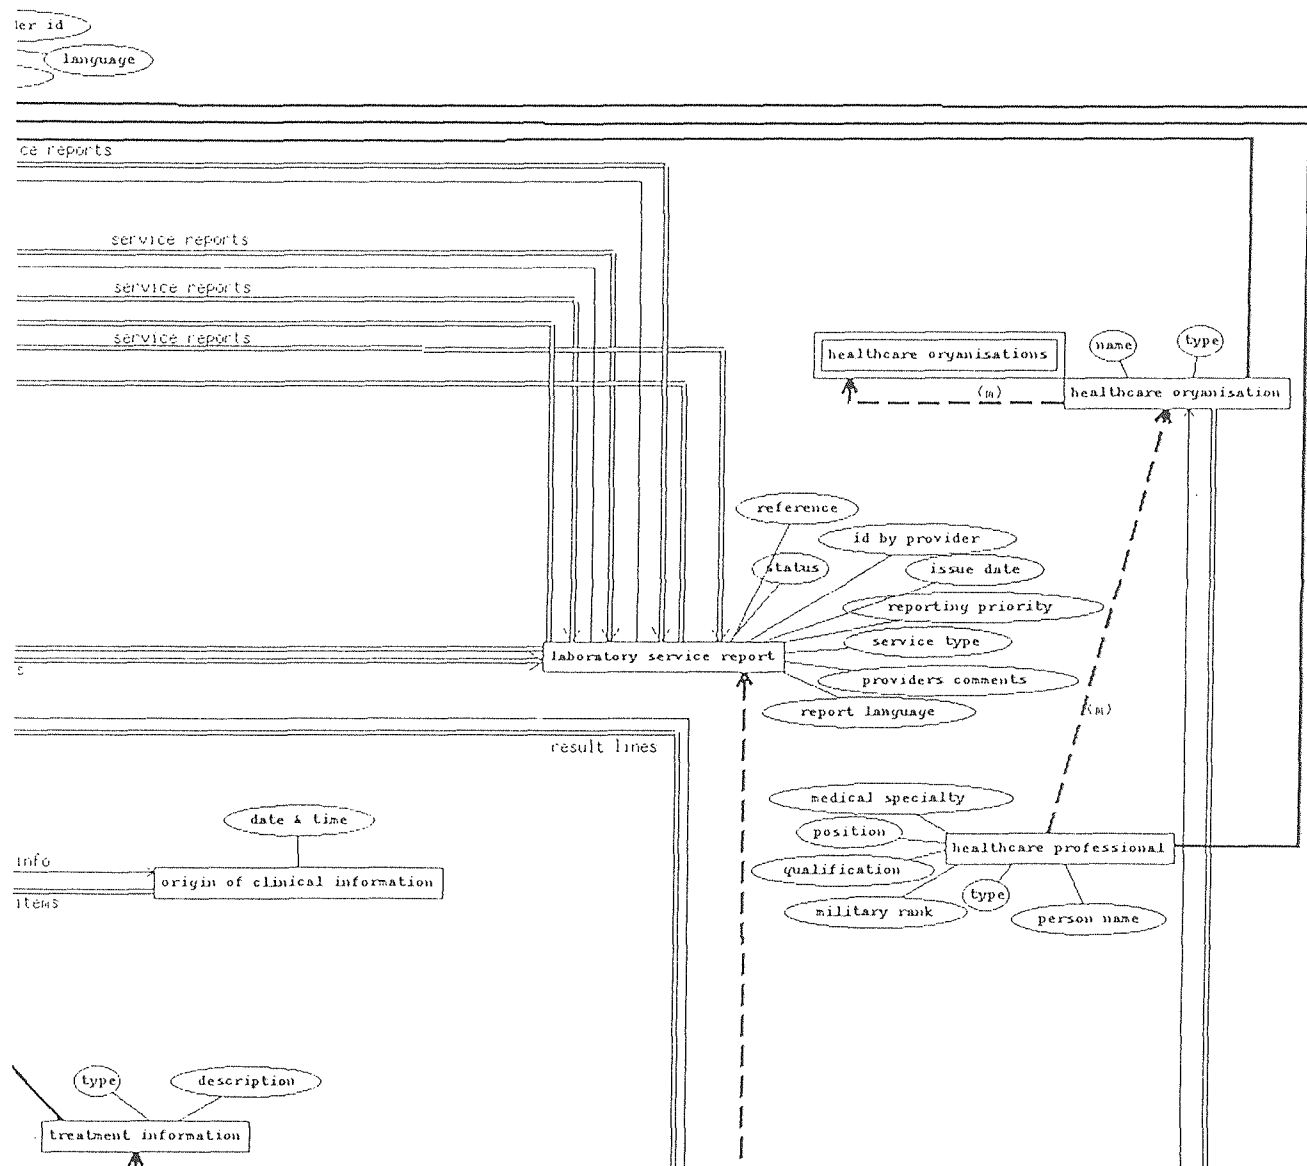 der id
language
ce reports
service reports
service reports
service reports
healthcare organisations
name
type
(m)
healthcare organisation
reference
id by provider
status
issue date
reporting priority
service type
laboratory service report
s
providers comments
report language
(m)
result lines
medical specialty
date & time
position
healthcare professional
info
qualification
origin of clinical information
type
items
military rank
person name
type
description
treatment information